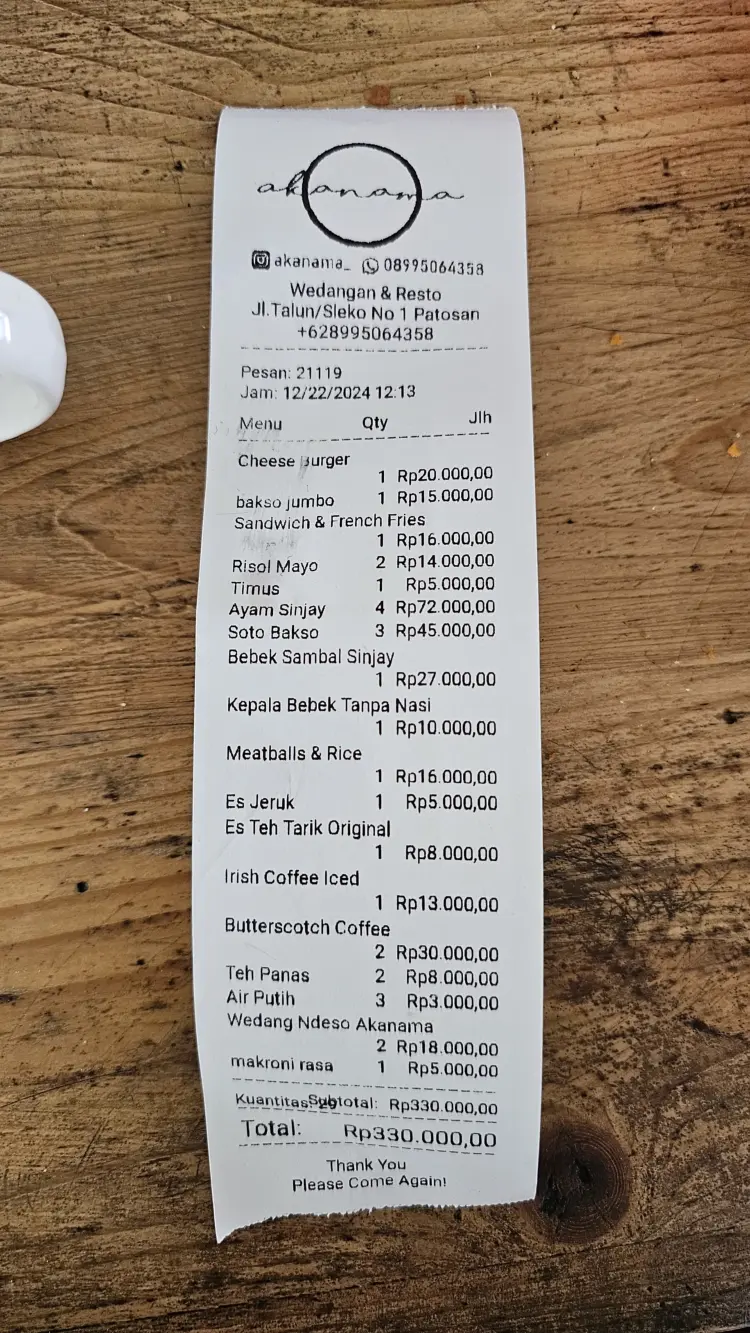 akanama
akanama_ 08995064358
Wedangan & Resto
Jl.Talun/Sleko No 1 Patosan
+628995064358
Pesan: 21119
Jam: 12/22/2024 12:13
Menu Qty Jlh
Cheese Burger
1 Rp20.000,00
bakso jumbo 1 Rp15.000,00
Sandwich & French Fries
1 Rp16.000,00
Risol Mayo 2 Rp14.000,00
Timus 1 Rp5.000,00
Ayam Sinjay 4 Rp72.000,00
Soto Bakso 3 Rp45.000,00
Bebek Sambal Sinjay
1 Rp27.000,00
Kepala Bebek Tanpa Nasi
1 Rp10.000,00
Meatballs & Rice
1 Rp16.000,00
Es Jeruk 1 Rp5.000,00
Es Teh Tarik Original
1 Rp8.000,00
Irish Coffee Iced
1 Rp13.000,00
Butterscotch Coffee
2 Rp30.000,00
Teh Panas 2 Rp8.000,00
Air Putih 3 Rp3.000,00
Wedang Ndeso Akanama
2 Rp18.000,00
makroni rasa 1 Rp5.000,00
Kuantitas: 29 Subtotal: Rp330.000,00
Total: Rp330.000,00
Thank You
Please Come Again!